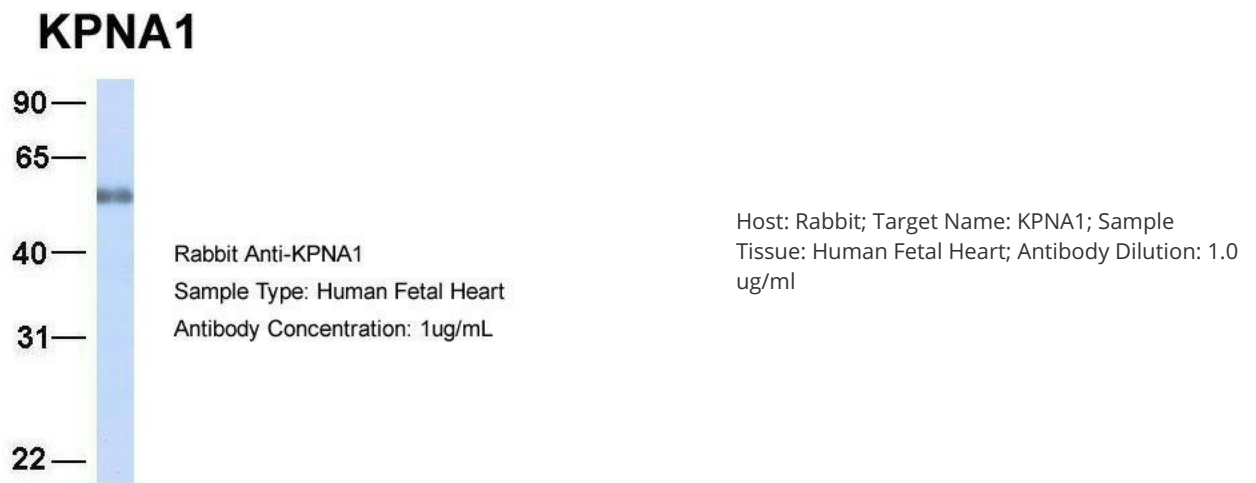 KPNA1
90
65
40
31
22
Rabbit Anti-KPNA1
Sample Type: Human Fetal Heart
Antibody Concentration: 1ug/mL
Host: Rabbit; Target Name: KPNA1; Sample
Tissue: Human Fetal Heart; Antibody Dilution: 1.0
ug/ml